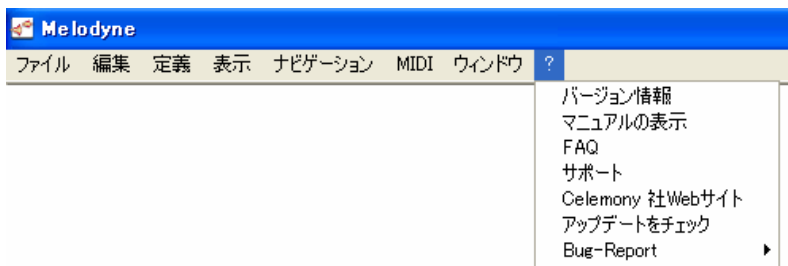 Melodyne
ファイル 編集 定義 表示 ナビゲーション MIDI ウィンドウ ?
バージョン情報
マニュアルの表示
FAQ
サポート
Celemony 社Webサイト
アップデートをチェック
Bug-Report